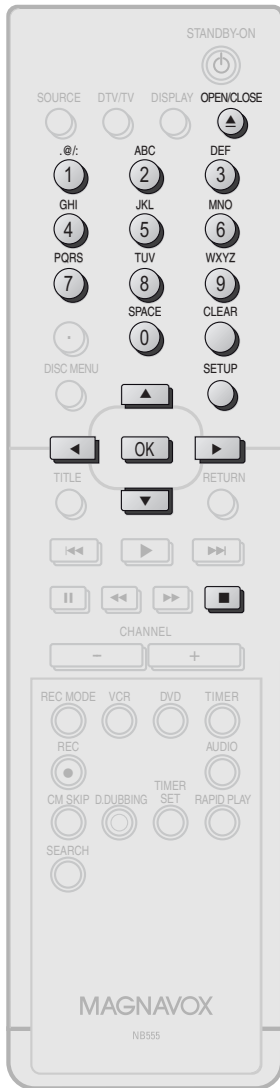 STANDBY-ON
SOURCE DTV/TV DISPLAY OPEN/CLOSE
.@/: ABC DEF
1 2 3
GHI JKL MNO
4 5 6
PQRS TUV WXYZ
7 8 9
SPACE CLEAR
0
DISC MENU SETUP
OK
TITLE RETURN
CHANNEL
− +
REC MODE VCR DVD TIMER
REC AUDIO
CM SKIP D.DUBBING TIMER SET RAPID PLAY
SEARCH
MAGNAVOX
NB555